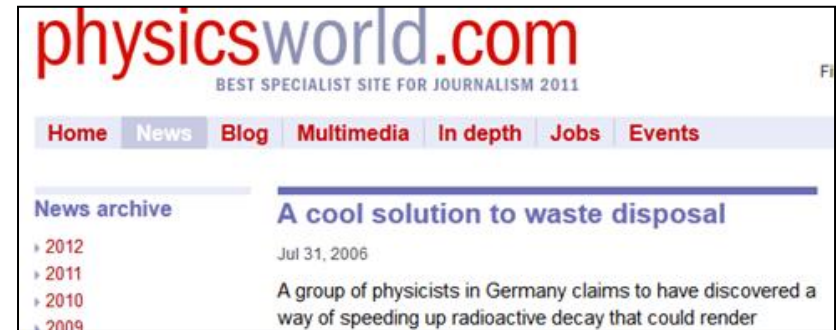 physicsworld.com
BEST SPECIALIST SITE FOR JOURNALISM 2011
Home News Blog Multimedia In depth Jobs Events
News archive
2012
2011
2010
2009
A cool solution to waste disposal
Jul 31, 2006
A group of physicists in Germany claims to have discovered a
way of speeding up radioactive decay that could render